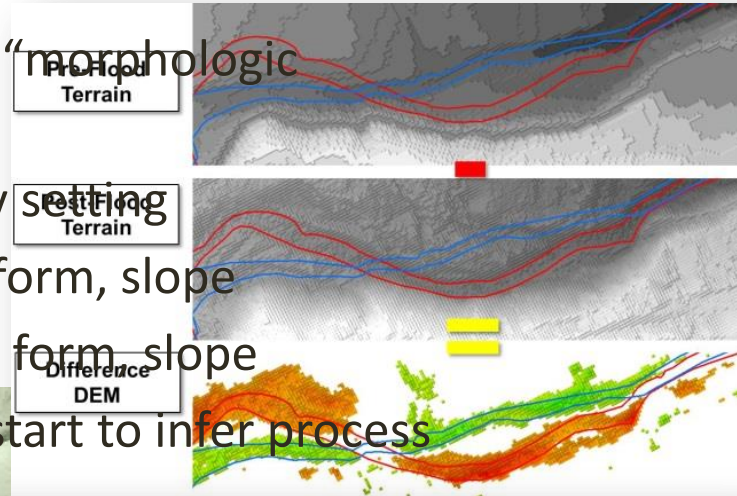 “morphologic
Pre-Flood
Terrain
setting
Post-Flood
Terrain
form, slope
form, slope
Difference
DEM
start to infer process